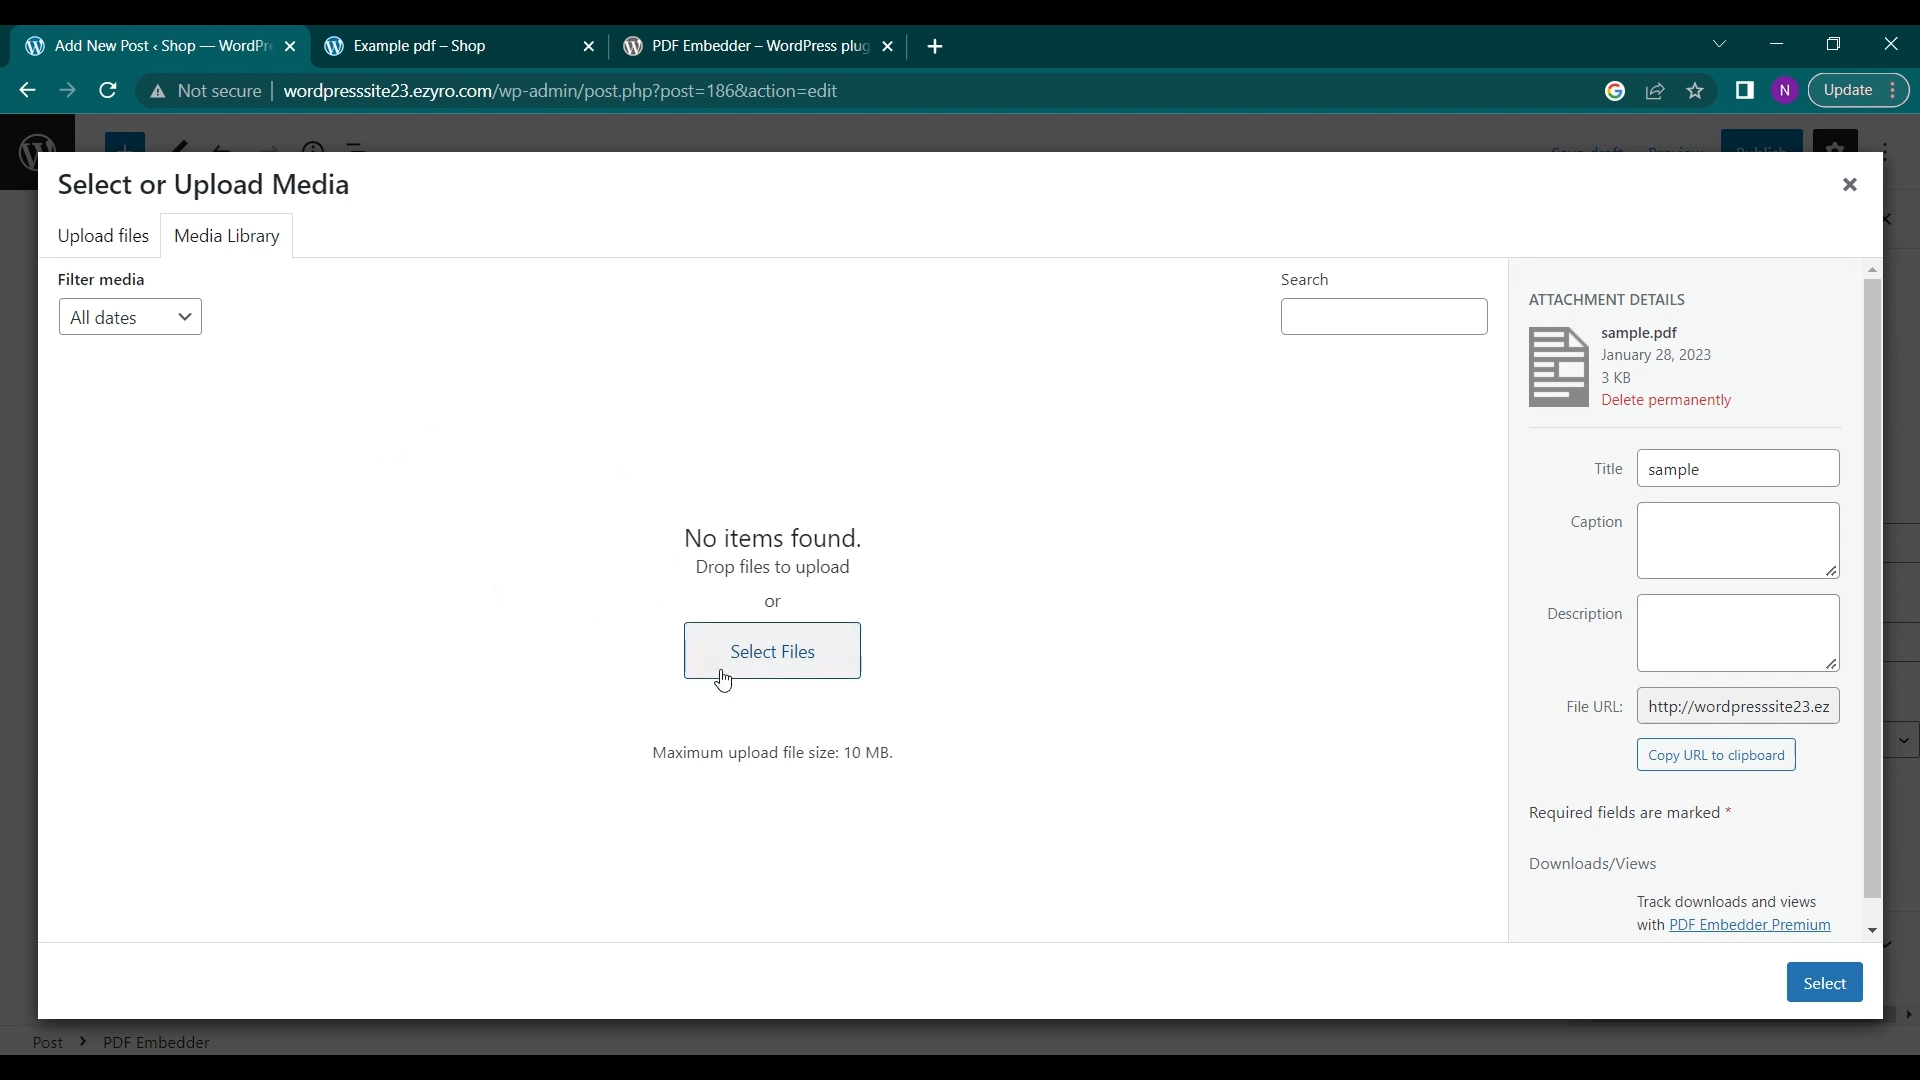 Add New Post ‹ Shop — WordPr
Example pdf – Shop
PDF Embedder – WordPress plug
Not secure
wordpresssite23.ezyro.com/wp-admin/post.php?post=186&action=edit
N
Update
Save draft
Preview
Publish
Select or Upload Media
Upload files
Media Library
Filter media
All dates
Search
No items found.
Drop files to upload
or
Select Files
Maximum upload file size: 10 MB.
ATTACHMENT DETAILS
sample.pdf
January 28, 2023
3 KB
Delete permanently
Title
sample
Caption
Description
File URL:
http://wordpresssite23.ez
Copy URL to clipboard
Required fields are marked *
Downloads/Views
Track downloads and views
with PDF Embedder Premium
Select
Post
PDF Embedder